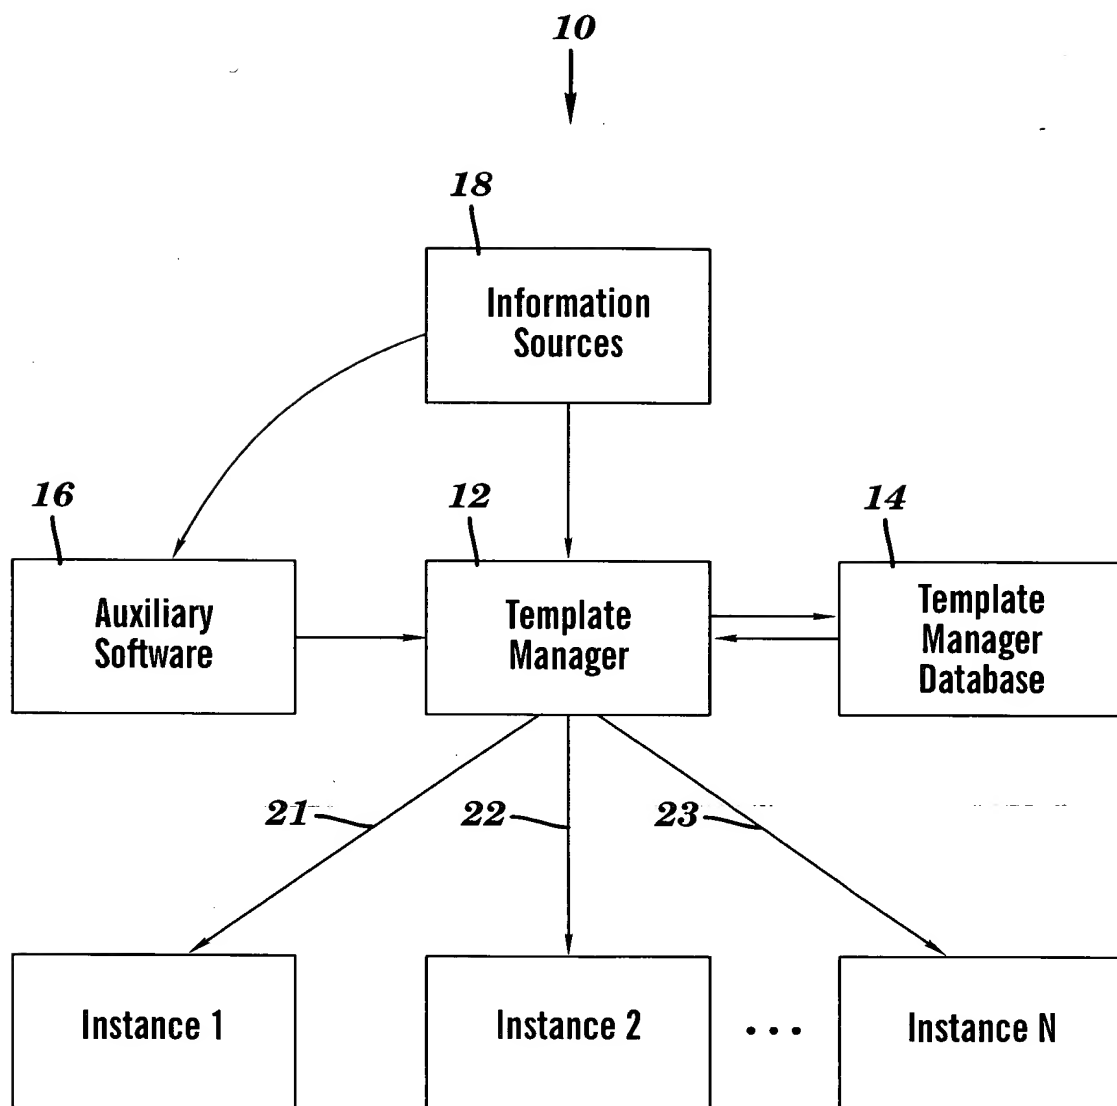 10
18
Information
Sources
16
12
14
Auxiliary
Software
Template
Manager
Template
Manager
Database
21
22
23
Instance 1
Instance 2
...
Instance N